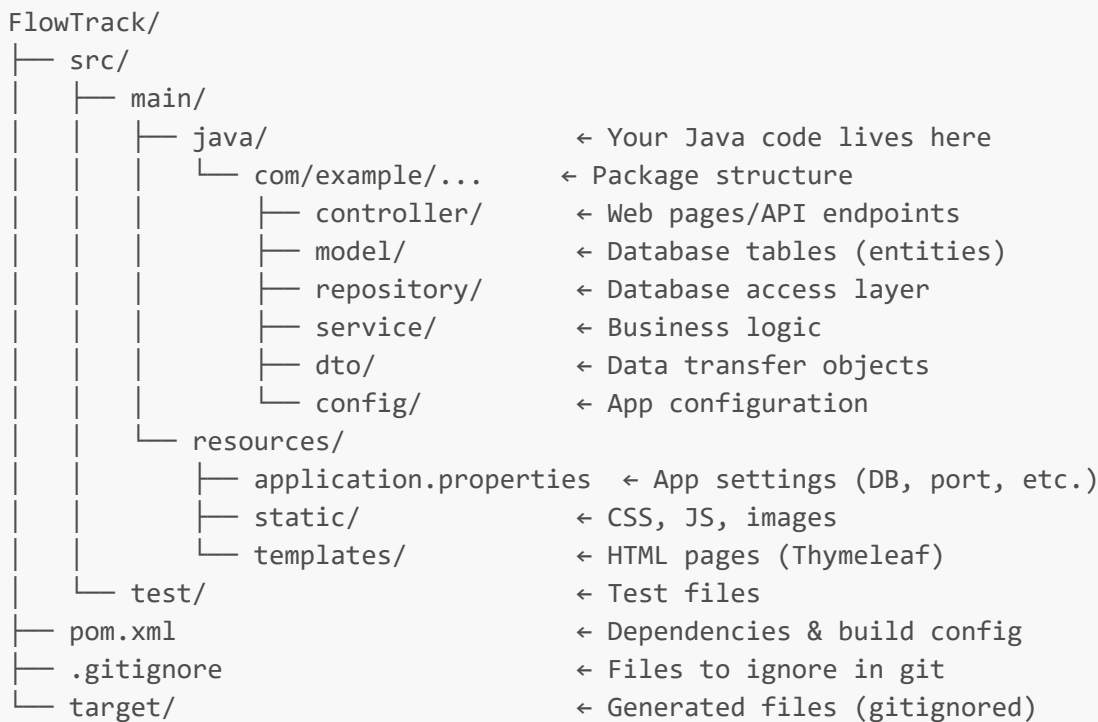 FlowTrack/
├── src/
│   ├── main/
│   │   ├── java/                    ← Your Java code lives here
│   │   │   └── com/example/...     ← Package structure
│   │   │       ├── controller/      ← Web pages/API endpoints
│   │   │       ├── model/           ← Database tables (entities)
│   │   │       ├── repository/      ← Database access layer
│   │   │       ├── service/         ← Business logic
│   │   │       ├── dto/             ← Data transfer objects
│   │   │       └── config/          ← App configuration
│   │   └── resources/
│   │       ├── application.properties  ← App settings (DB, port, etc.)
│   │       ├── static/              ← CSS, JS, images
│   │       └── templates/           ← HTML pages (Thymeleaf)
│   └── test/                        ← Test files
├── pom.xml                          ← Dependencies & build config
├── .gitignore                       ← Files to ignore in git
└── target/                          ← Generated files (gitignored)